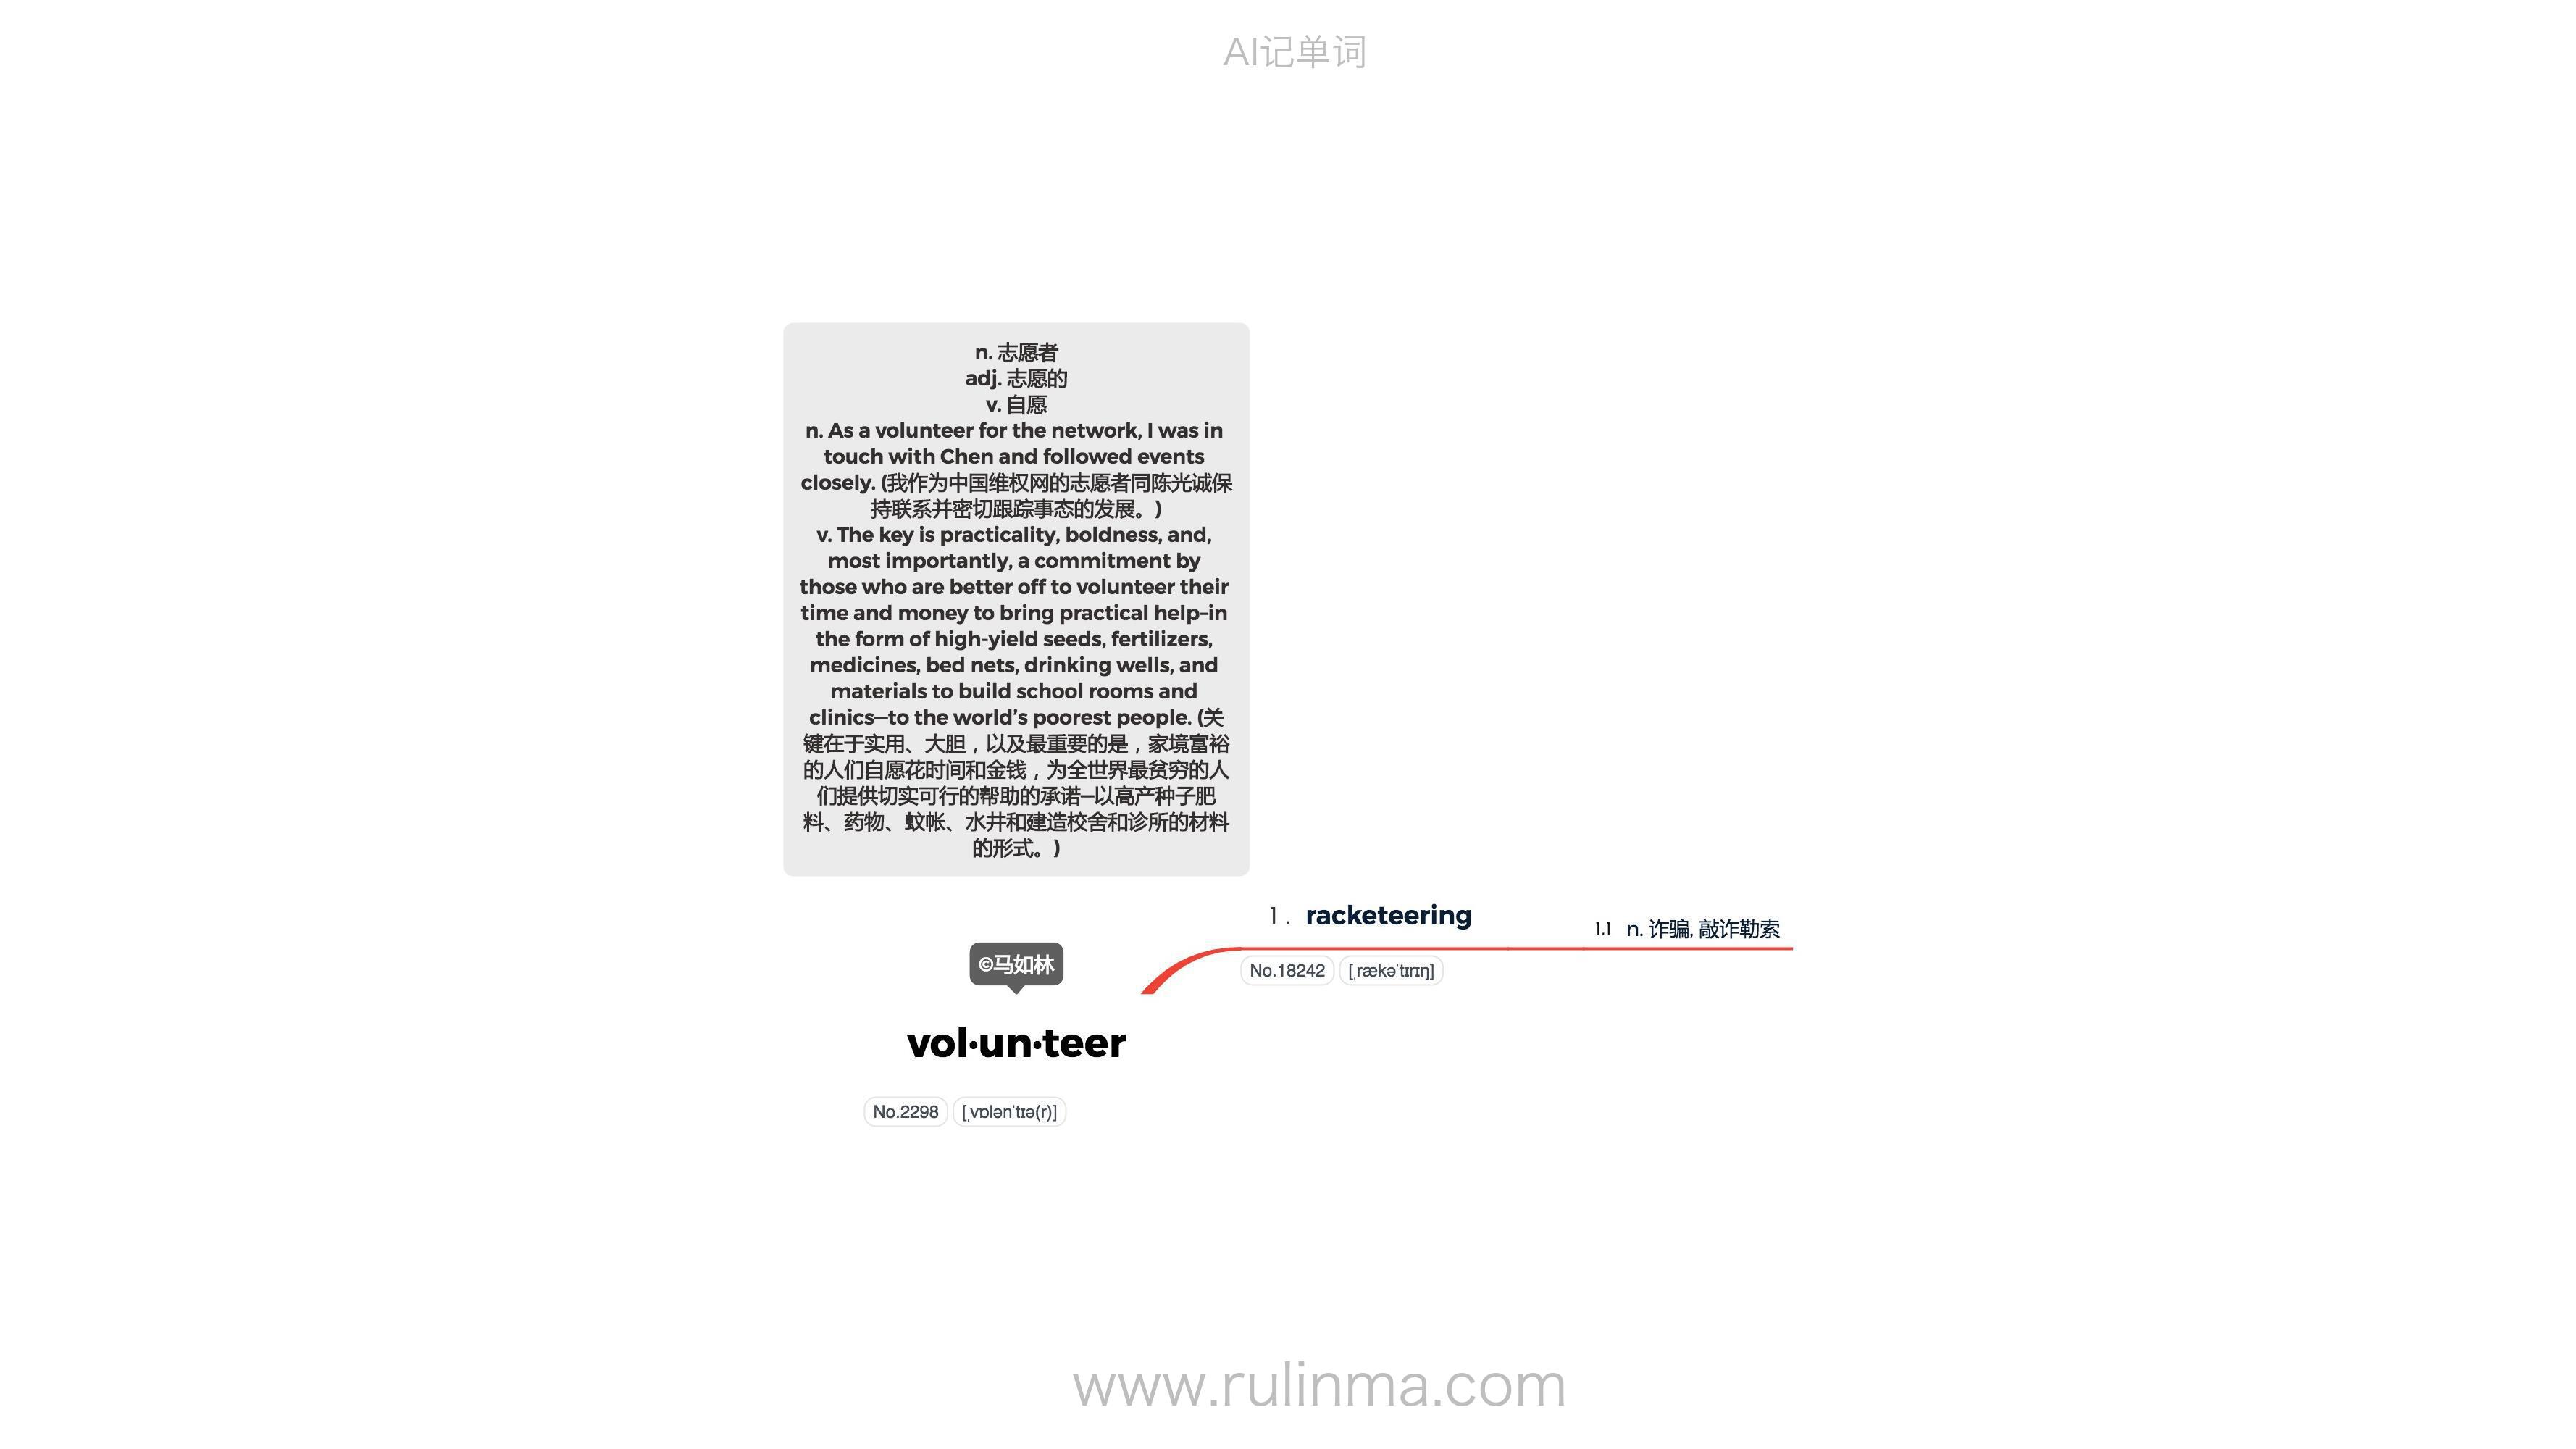 AI记单词
n. 志愿者
adj. 志愿的
v. 自愿
n. As a volunteer for the network, I was in
touch with Chen and followed events
closely. (我作为中国维权网的志愿者同陈光诚保
持联系并密切跟踪事态的发展。)
v. The key is practicality, boldness, and,
most importantly, a commitment by
those who are better off to volunteer their
time and money to bring practical help–in
the form of high-yield seeds, fertilizers,
medicines, bed nets, drinking wells, and
materials to build school rooms and
clinics—to the world’s poorest people. (关
键在于实用、大胆，以及最重要的是，家境富裕
的人们自愿花时间和金钱，为全世界最贫穷的人
们提供切实可行的帮助的承诺—以高产种子肥
料、药物、蚊帐、水井和建造校舍和诊所的材料
的形式。)
1. racketeering
1.1 n. 诈骗, 敲诈勒索
No.18242 [ˌrækəˈtɪrɪŋ]
©马如林
vol·un·teer
No.2298 [ˌvɒlənˈtɪə(r)]
www.rulinma.com